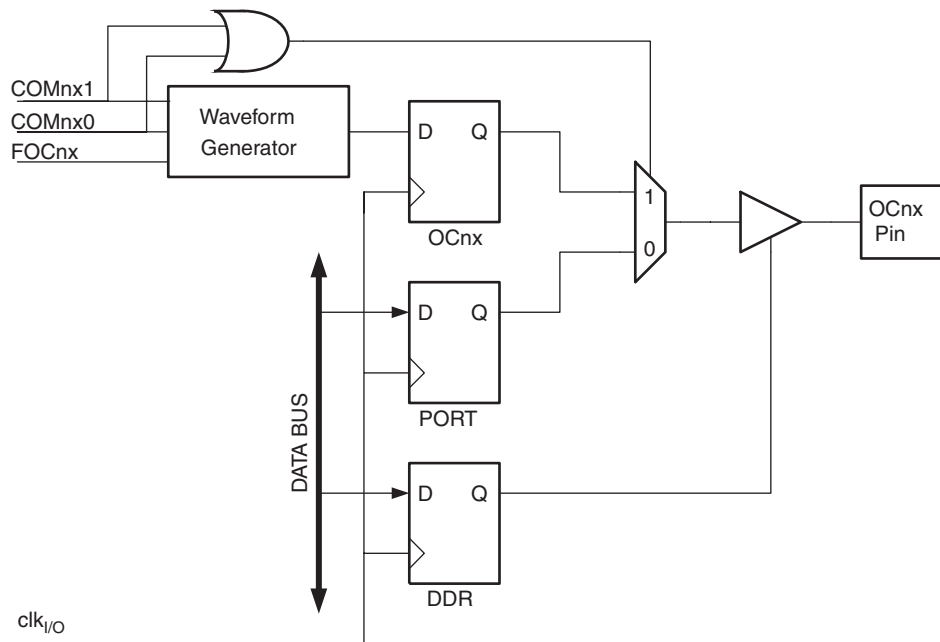 COMnx1
COMnx0
FOCnx
Waveform
Generator
D Q
OCnx
1
0
OCnx
Pin
D Q
PORT
DATA BUS
D Q
DDR
clkI/O